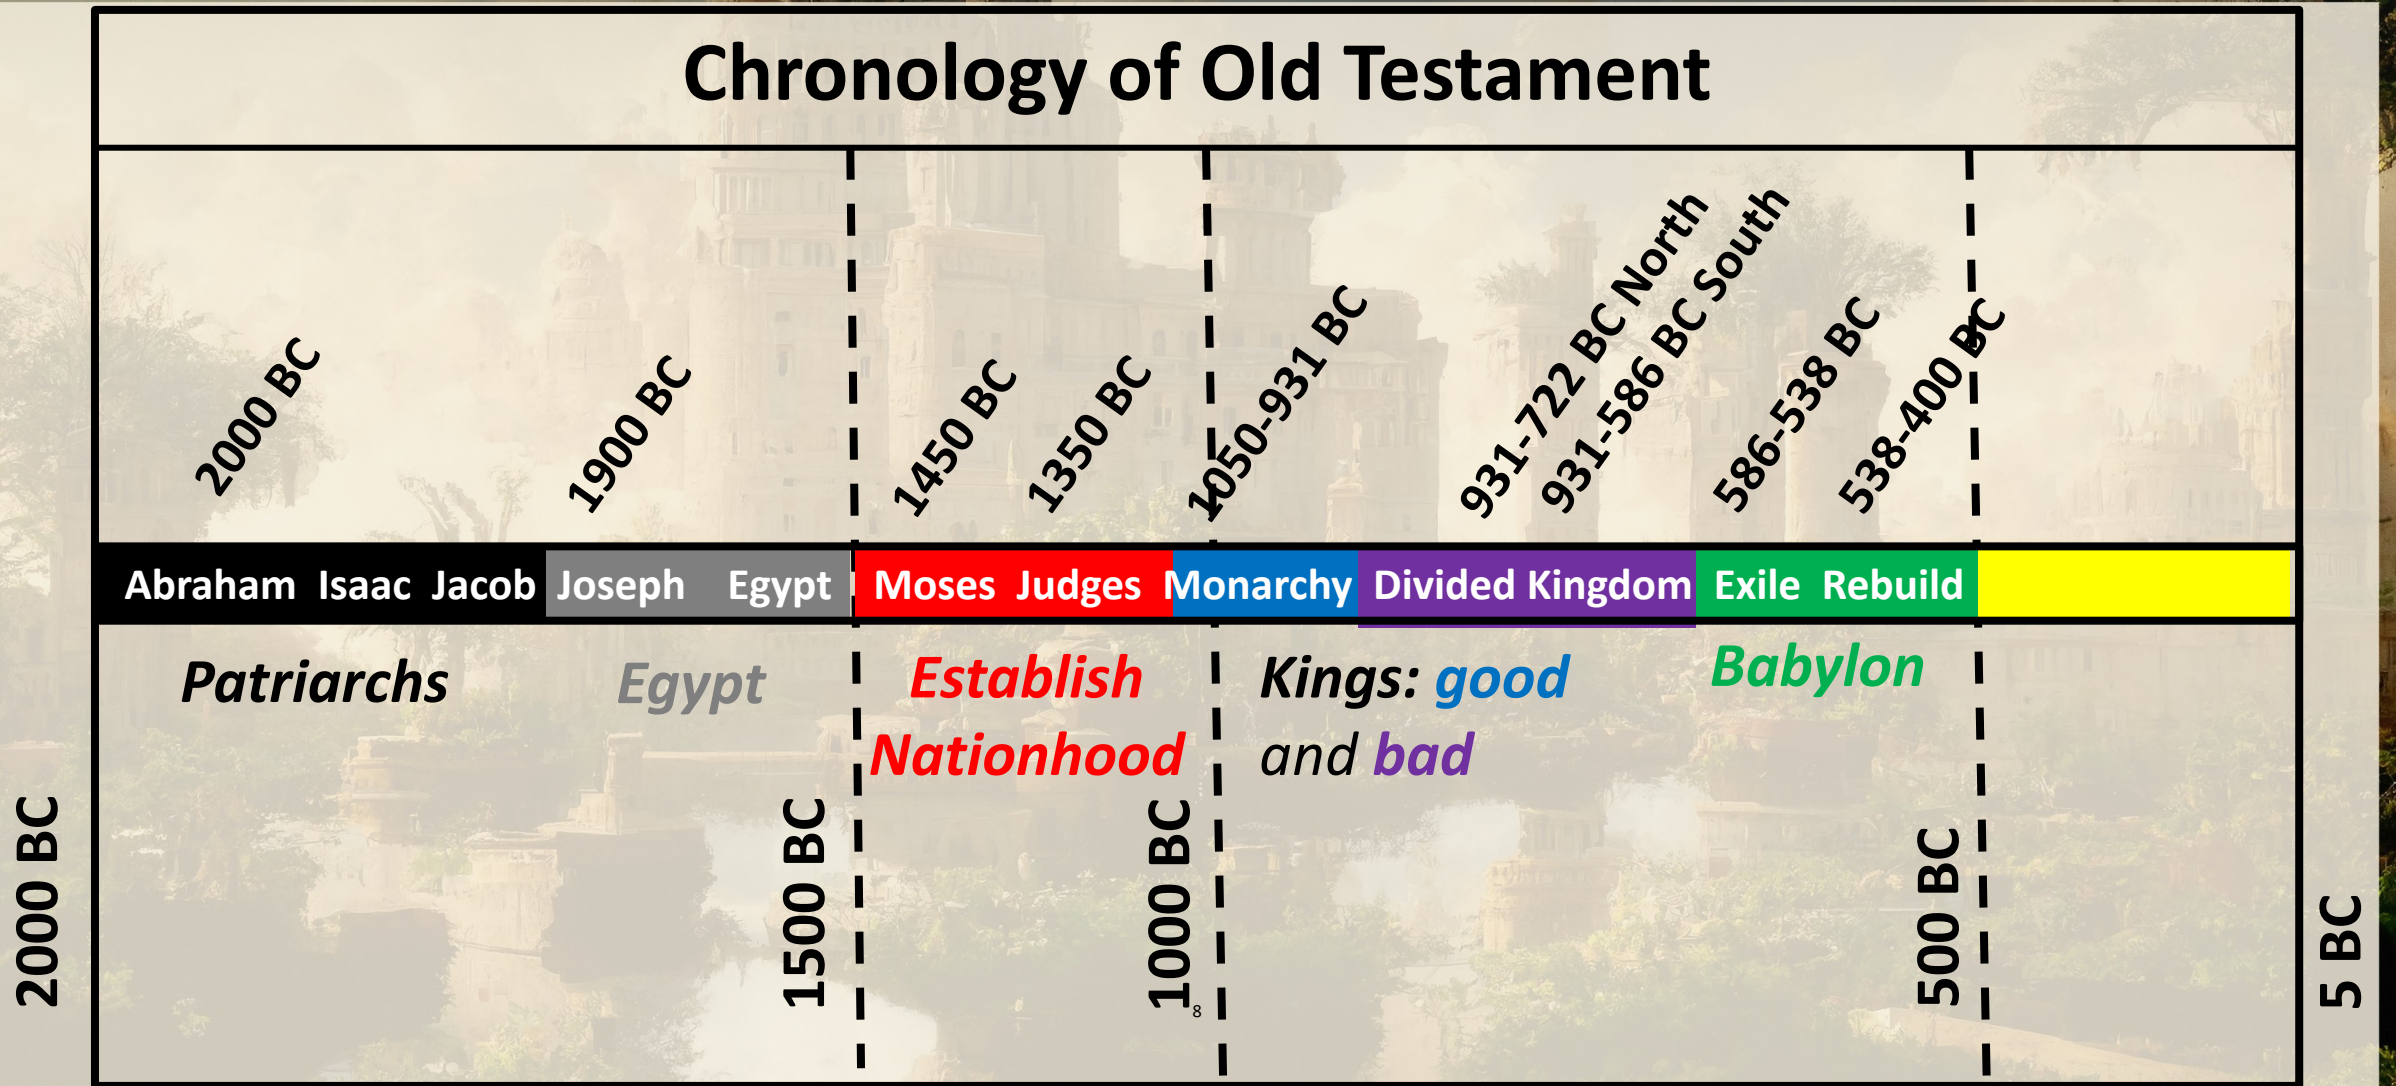 Chronology of Old Testament
2000 BC
1900 BC
1450 BC
1350 BC
1050-931 BC
931-722 BC North
931-586 BC South
586-538 BC
538-400 BC
Abraham Isaac Jacob Joseph Egypt Moses Judges Monarchy Divided Kingdom Exile Rebuild
Patriarchs
Egypt
Establish
Nationhood
Kings: good
and bad
Babylon
2000 BC
1500 BC
1000 BC
500 BC
5 BC
8